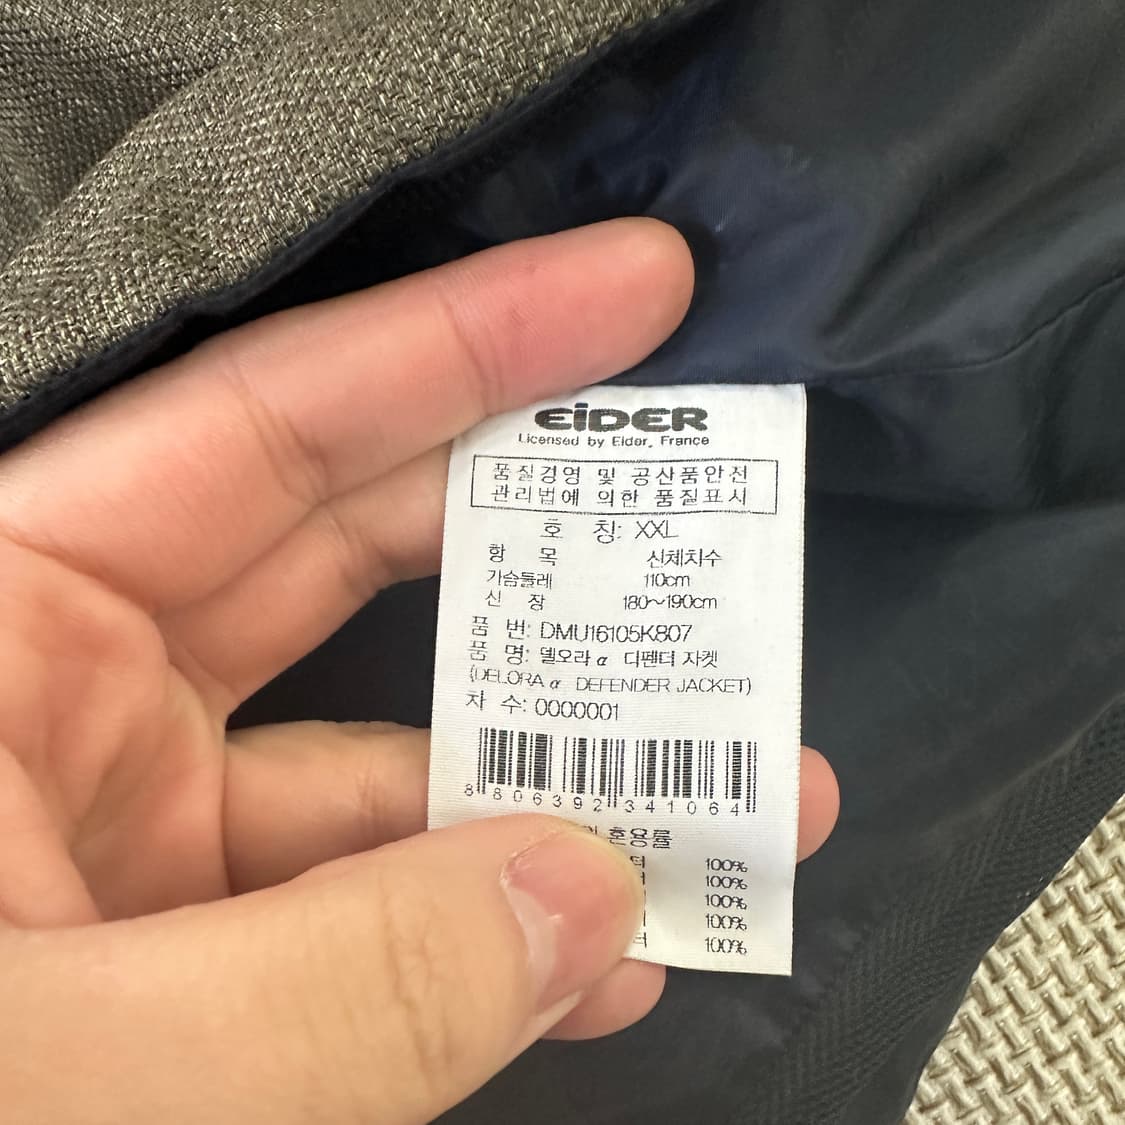 EiDER
Licensed by Eider, France
품질경영 및 공산품안전
관리법에 의한 품질표시
호 칭: XXL
항 목 신체치수
가슴둘레 110cm
신 장 180~190cm
품 번: DMU16105K807
품 명: 델오라 α 디펜더 자켓
(DELORA α DEFENDER JACKET)
차 수: 0000001
8 806392 341064
혼용률
100%
100%
100%
100%
100%